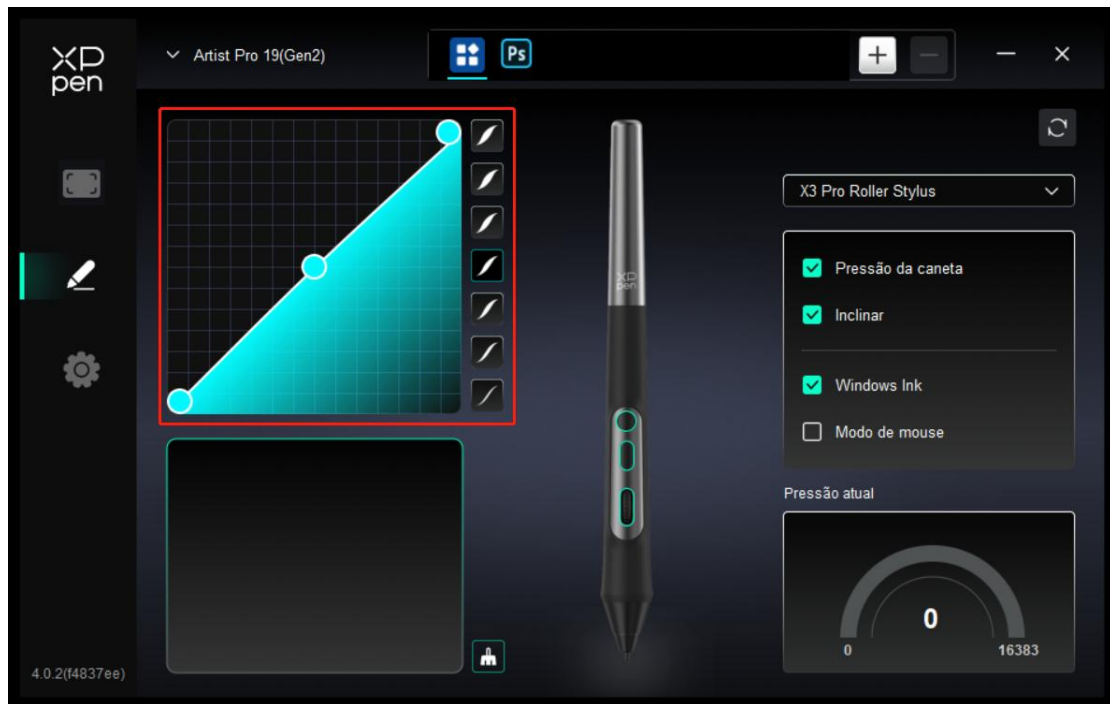 XP
pen
Artist Pro 19(Gen2)
Ps
X3 Pro Roller Stylus
Pressão da caneta
Inclinar
Windows Ink
Modo de mouse
XP
pen
Pressão atual
0
0
16383
4.0.2(f4837ee)